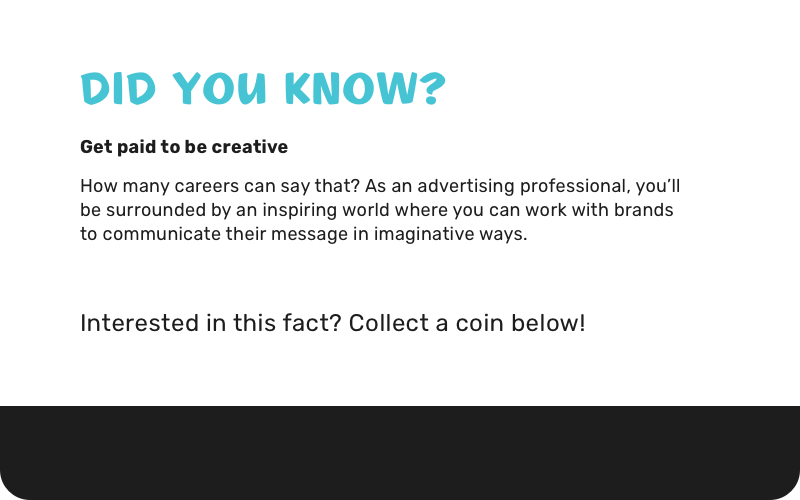 DID YOU KNOW?
Get paid to be creative
How many careers can say that? As an advertising professional, you’ll
be surrounded by an inspiring world where you can work with brands
to communicate their message in imaginative ways.
Interested in this fact? Collect a coin below!